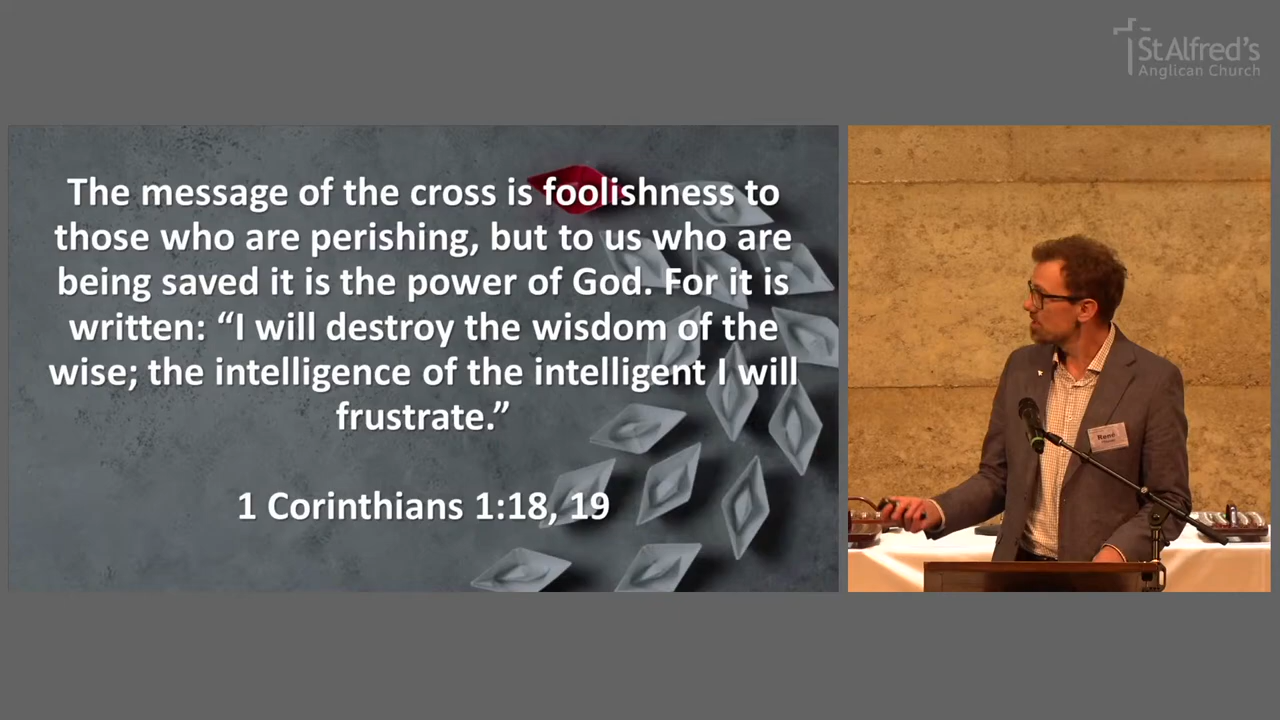 St Alfred's
Anglican Church
The message of the cross is foolishness to
those who are perishing, but to us who are
being saved it is the power of God. For it is
written: “I will destroy the wisdom of the
wise; the intelligence of the intelligent I will
frustrate.”
1 Corinthians 1:18, 19
René